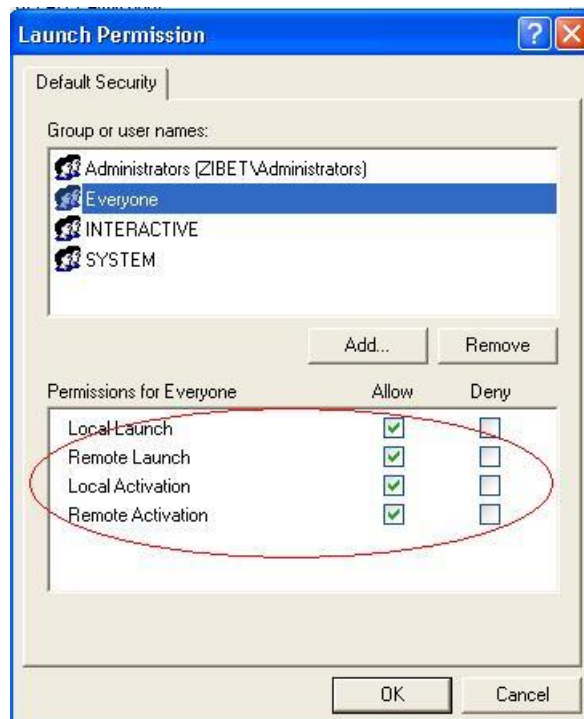 Launch Permission
Default Security
Group or user names:
Administrators (ZIBET\Administrators)
Everyone
INTERACTIVE
SYSTEM
Add... Remove
Permissions for Everyone Allow Deny
Local Launch
Remote Launch
Local Activation
Remote Activation
OK Cancel